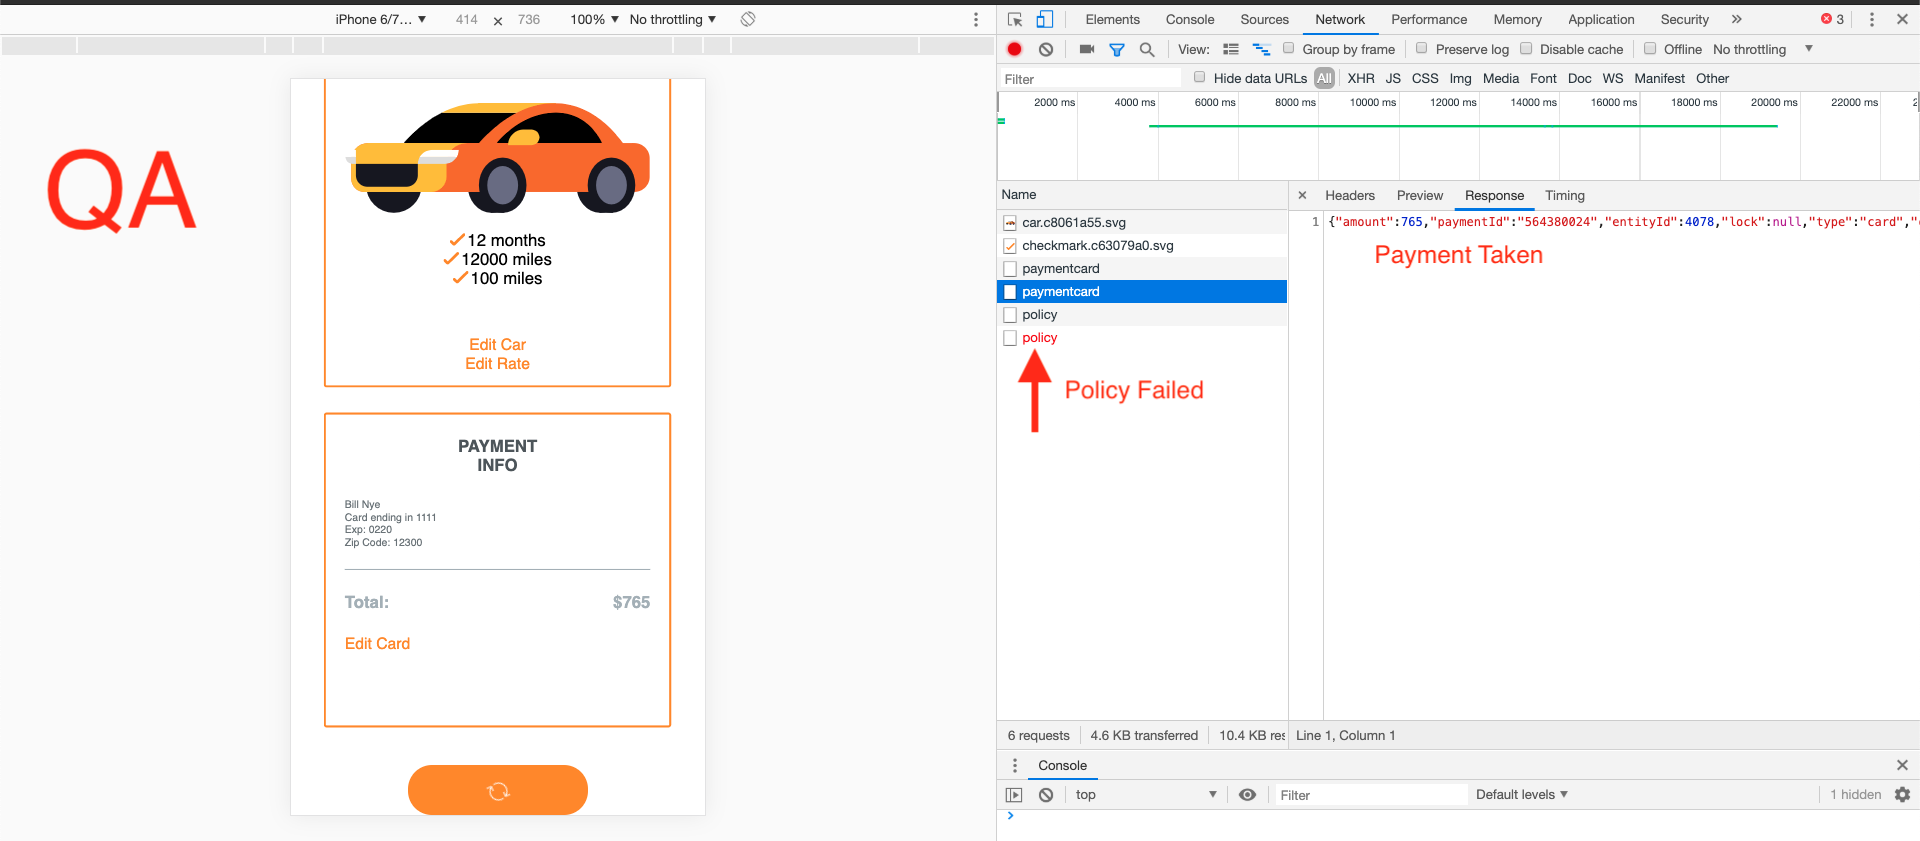 iPhone 6/7… ▼ 414 × 736 100% ▼ No throttling ▼
QA
12 months
12000 miles
100 miles
Edit Car
Edit Rate
PAYMENT
INFO
Bill Nye
Card ending in 1111
Exp: 0220
Zip Code: 12300
Total: $765
Edit Card
Elements Console Sources Network Performance Memory Application Security » 3
View: Group by frame Preserve log Disable cache Offline No throttling ▼
Filter Hide data URLs All XHR JS CSS Img Media Font Doc WS Manifest Other
2000 ms 4000 ms 6000 ms 8000 ms 10000 ms 12000 ms 14000 ms 16000 ms 18000 ms 20000 ms 22000 ms 2
Name
car.c8061a55.svg
checkmark.c63079a0.svg
paymentcard
paymentcard
policy
policy
Policy Failed
6 requests 4.6 KB transferred 10.4 KB res
× Headers Preview Response Timing
1 {"amount":765,"paymentId":"564380024","entityId":4078,"lock":null,"type":"card","
Payment Taken
Line 1, Column 1
Console
top ▼ Filter Default levels ▼ 1 hidden
>